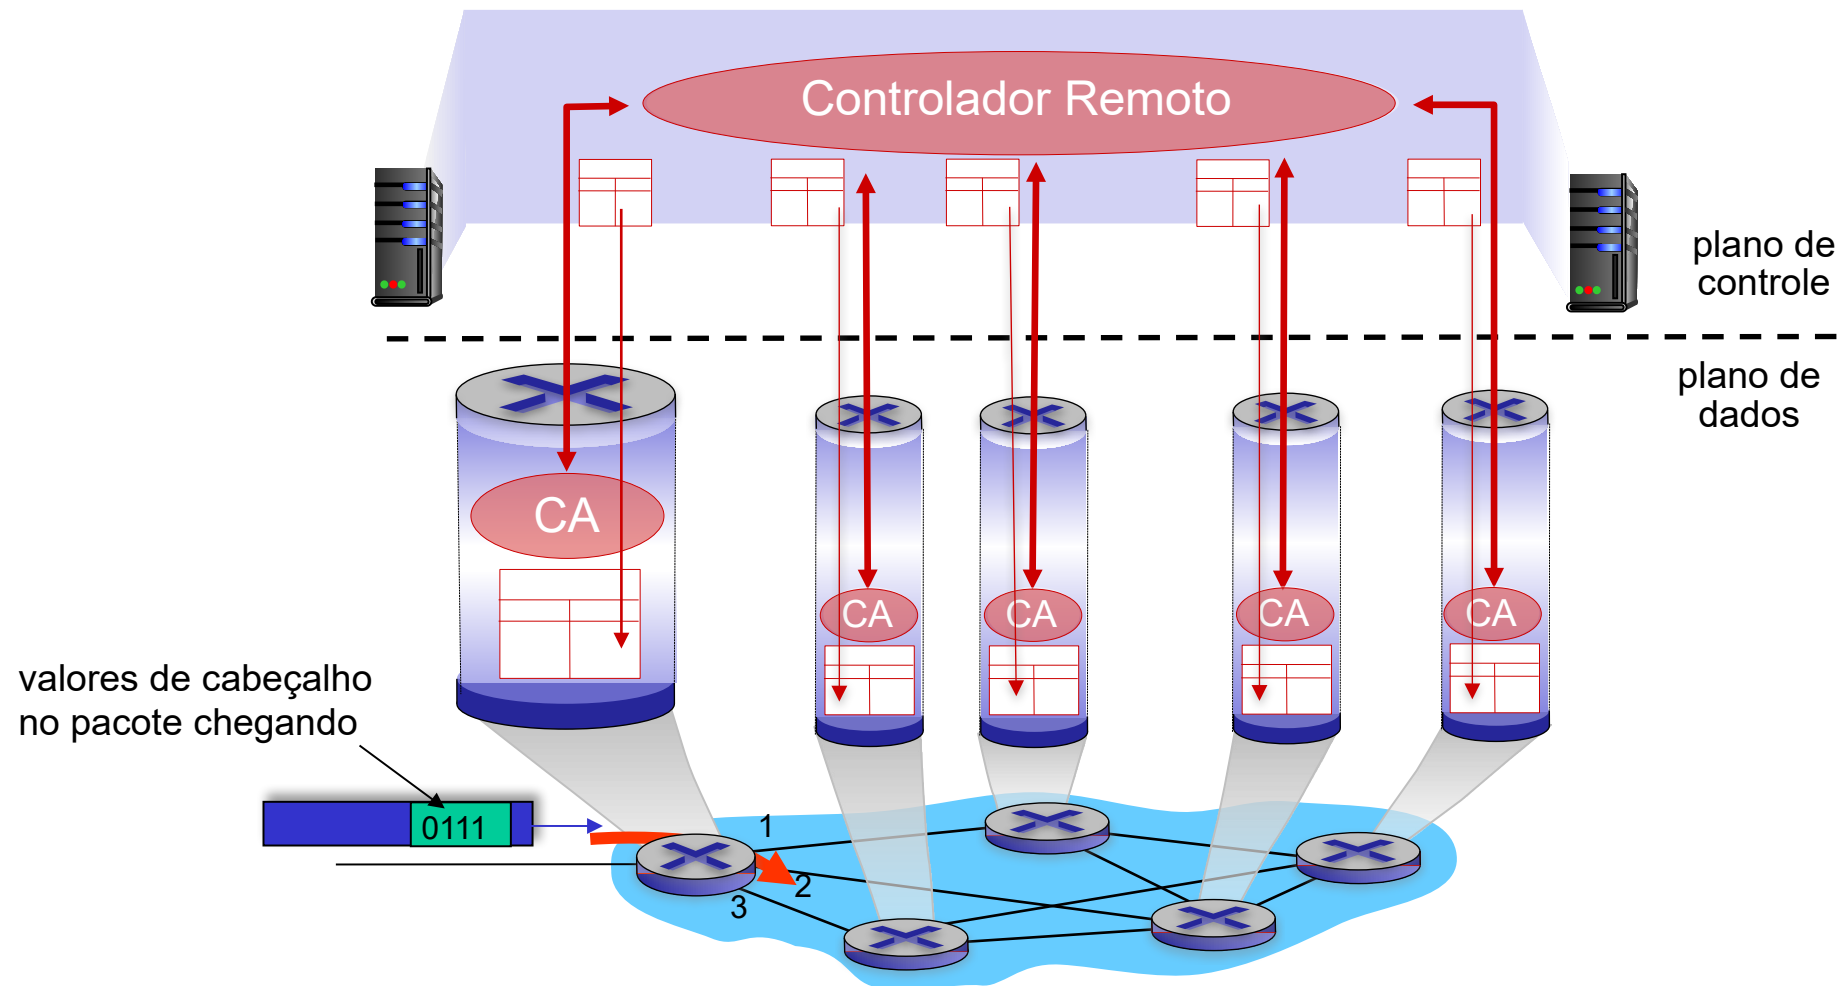 Controlador Remoto
plano de
controle
plano de
dados
CA
CA
CA
CA
CA
valores de cabeçalho
no pacote chegando
0111
1
2
3